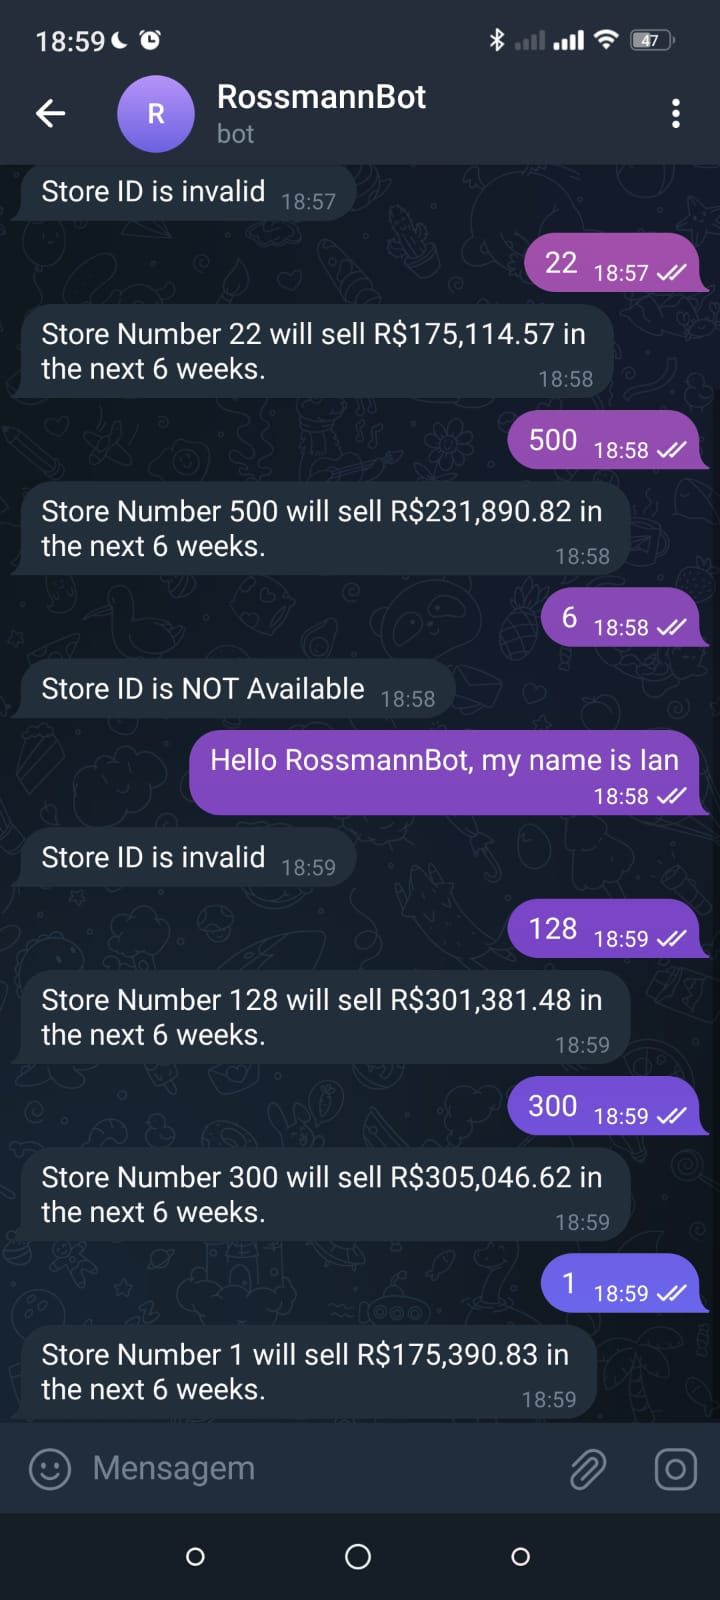 18:59
47
R
RossmannBot
bot
Store ID is invalid 18:57
22 18:57
Store Number 22 will sell R$175,114.57 in
the next 6 weeks.
18:58
500 18:58
Store Number 500 will sell R$231,890.82 in
the next 6 weeks.
18:58
6 18:58
Store ID is NOT Available 18:58
Hello RossmannBot, my name is Ian
18:58
Store ID is invalid 18:59
128 18:59
Store Number 128 will sell R$301,381.48 in
the next 6 weeks.
18:59
300 18:59
Store Number 300 will sell R$305,046.62 in
the next 6 weeks.
18:59
1 18:59
Store Number 1 will sell R$175,390.83 in
the next 6 weeks.
18:59
Mensagem